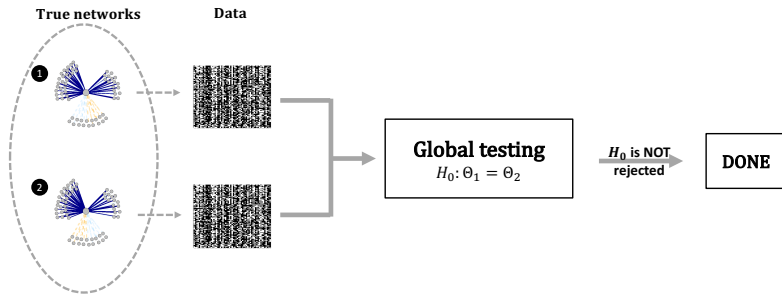 True networks
Data
1
2
Global testing
H₀: Θ₁ = Θ₂
H₀ is NOT
rejected
DONE